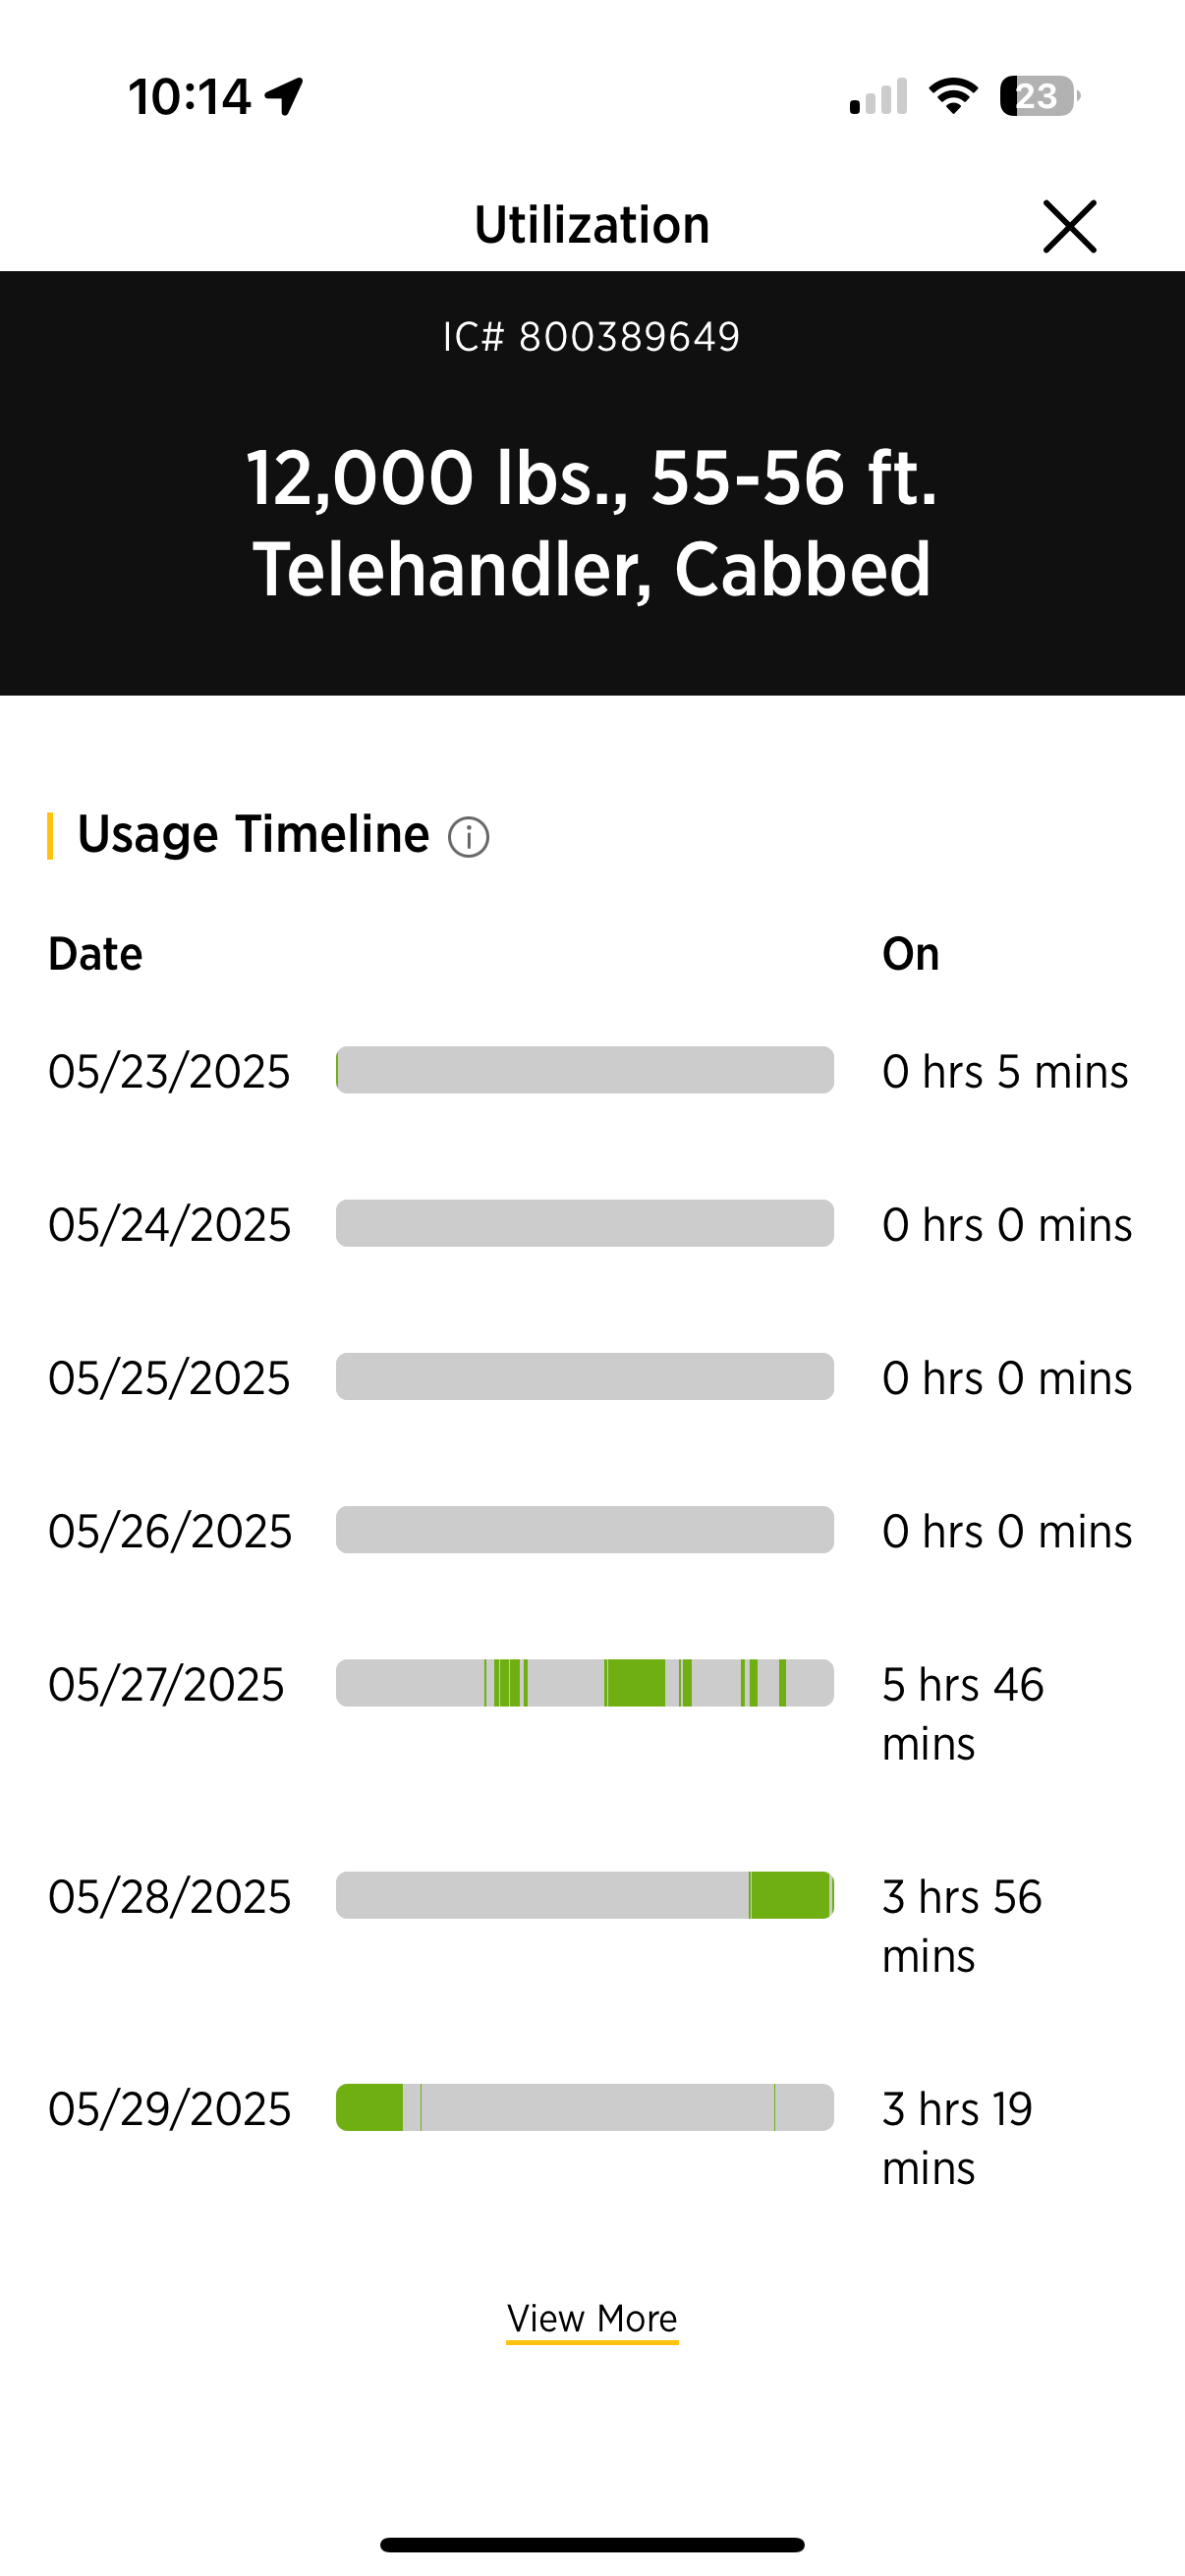 10:14
23
Utilization
IC# 800389649
12,000 lbs., 55-56 ft.
Telehandler, Cabbed
Usage Timeline
Date On
05/23/2025 0 hrs 5 mins
05/24/2025 0 hrs 0 mins
05/25/2025 0 hrs 0 mins
05/26/2025 0 hrs 0 mins
05/27/2025 5 hrs 46
mins
05/28/2025 3 hrs 56
mins
05/29/2025 3 hrs 19
mins
View More